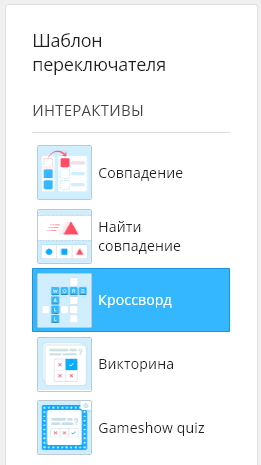 Шаблон
переключателя
ИНТЕРАКТИВЫ
Совпадение
Найти
совпадение
Кроссворд
Викторина
Gameshow quiz